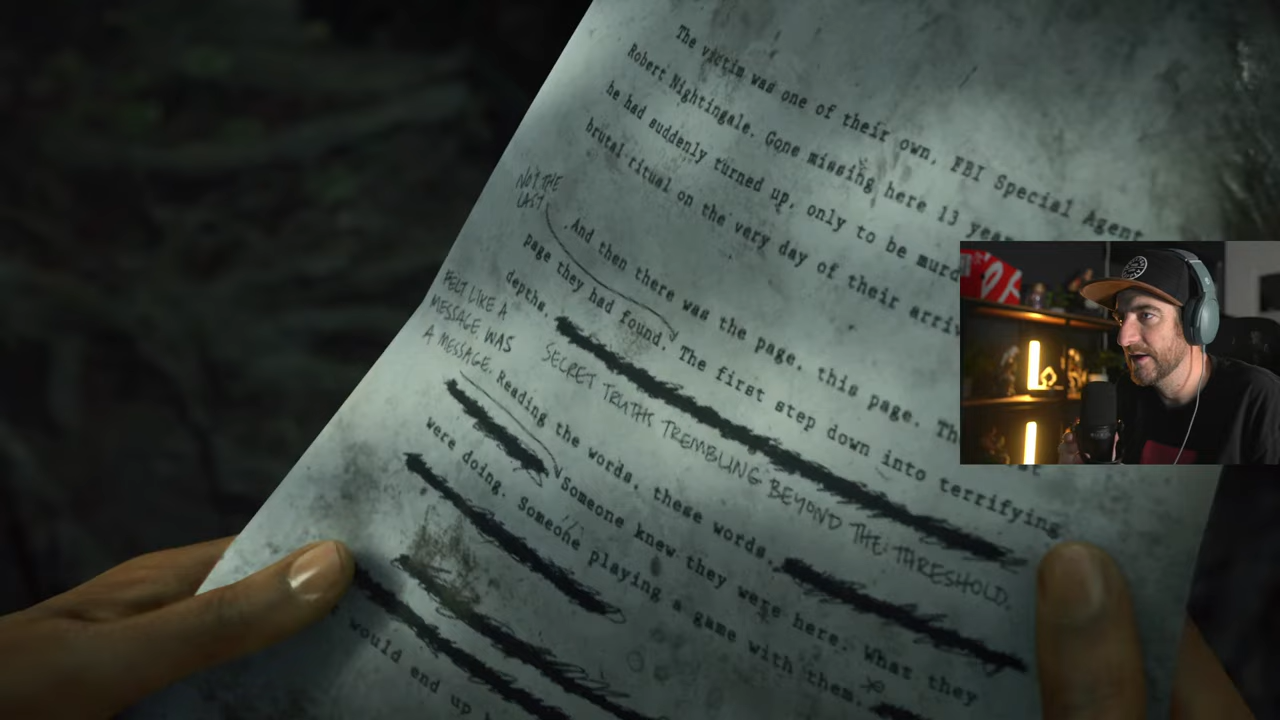 The victim was one of their own, FBI Special Agent
Robert Nightingale. Gone missing here 13 year
he had suddenly turned up, only to be murd
brutal ritual on the very day of their arriv
NOT THE
LAST
And then there was the page, this page. Th
page they had found. The first step down into terrifying
depths.
SECRET TRUTHS TREMBLING BEYOND THE THRESHOLD.
FELT LIKE A
MESSAGE. WAS
A MESSAGE.
Reading the words, these words.
Someone knew they were here. What they
were doing. Someone playing a game with them.
would end up